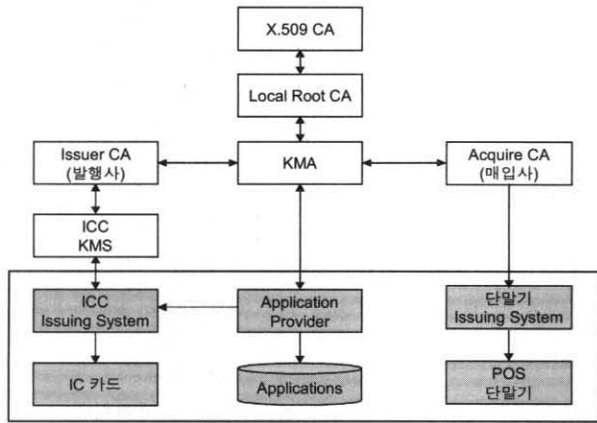 X.509 CA
Local Root CA
Issuer CA
(발행사)
KMA
Acquire CA
(매입사)
ICC
KMS
ICC
Issuing System
Application
Provider
단말기
Issuing System
IC 카드
Applications
POS
단말기